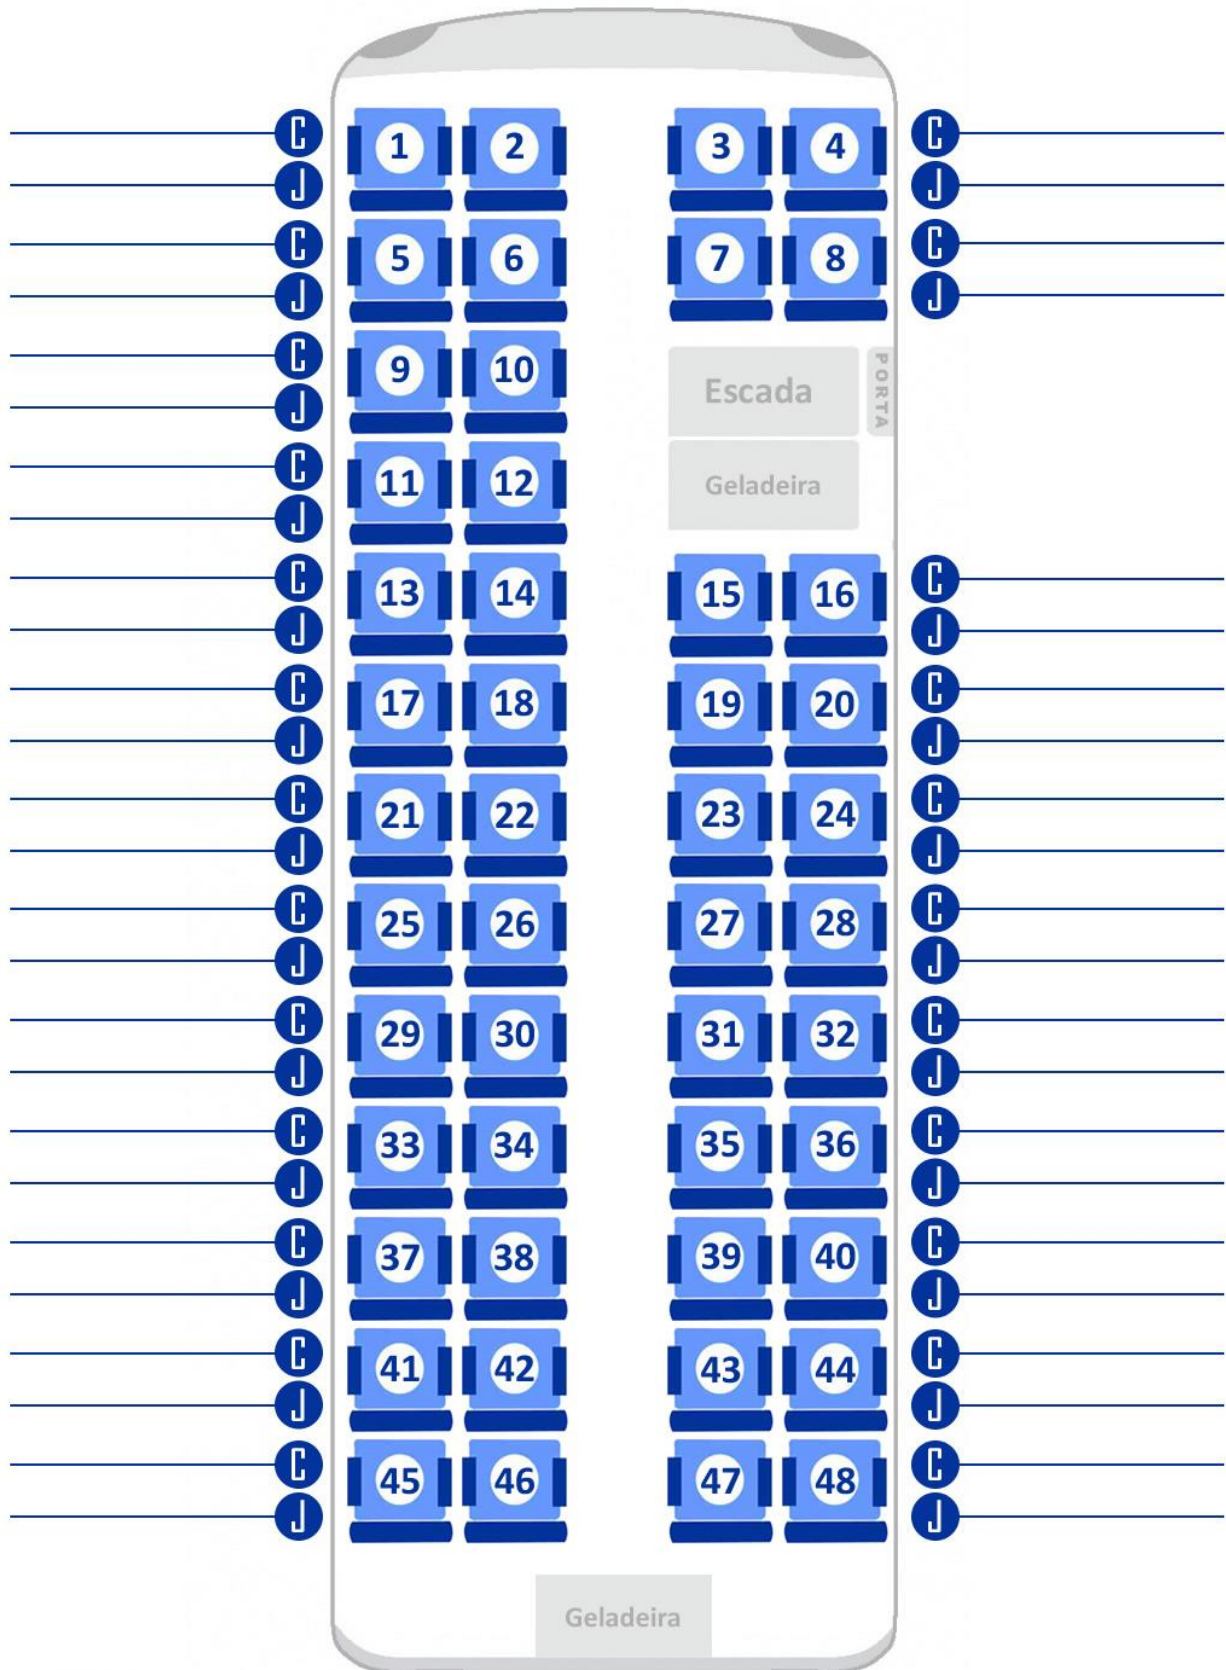 C 1 2 3 4 C
J J
C 5 6 7 8 C
J J
C 9 10 Escada PORTA
J
C 11 12 Geladeira
J
C 13 14 15 16 C
J J
C 17 18 19 20 C
J J
C 21 22 23 24 C
J J
C 25 26 27 28 C
J J
C 29 30 31 32 C
J J
C 33 34 35 36 C
J J
C 37 38 39 40 C
J J
C 41 42 43 44 C
J J
C 45 46 47 48 C
J J
Geladeira